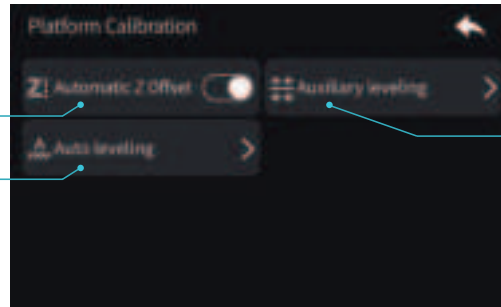 Platform Calibration
Automatic Z Offset
Auxiliary leveling
Auto leveling